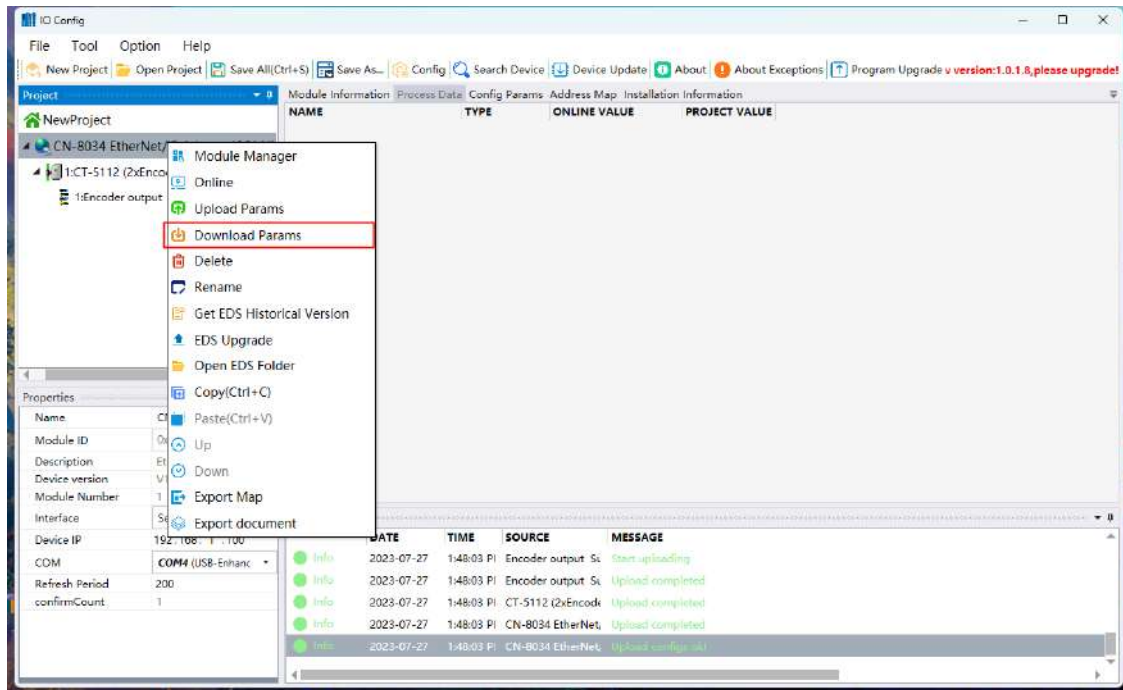 IO Config
File Tool Option Help
New Project Open Project Save All(Ctrl+S) Save As... Config Search Device Device Update About About Exceptions Program Upgrade v version:1.0.1.8,please upgrade!
Project
Module Information Process Data Config Params Address Map Installation Information
NewProject
NAME TYPE ONLINE VALUE PROJECT VALUE
CN-8034 EtherNet/
1:CT-5112 (2xEnco
1:Encoder output
Module Manager
Online
Upload Params
Download Params
Delete
Rename
Get EDS Historical Version
EDS Upgrade
Open EDS Folder
Copy(Ctrl+C)
Paste(Ctrl+V)
Up
Down
Export Map
Export document
Properties
Name
Module ID
Description
Device version
Module Number 1
Interface
Device IP 192.168. 1 .100
COM COM4 (USB-Enhanc
Refresh Period 200
confirmCount 1
DATE TIME SOURCE MESSAGE
Info 2023-07-27 1:48:03 PI Encoder output Su Start uploading
Info 2023-07-27 1:48:03 PI Encoder output Su Upload completed
Info 2023-07-27 1:48:03 PI CT-5112 (2xEncode Upload completed
Info 2023-07-27 1:48:03 PI CN-8034 EtherNet, Upload completed
Info 2023-07-27 1:48:03 PI CN-8034 EtherNet, Upload configs ok!